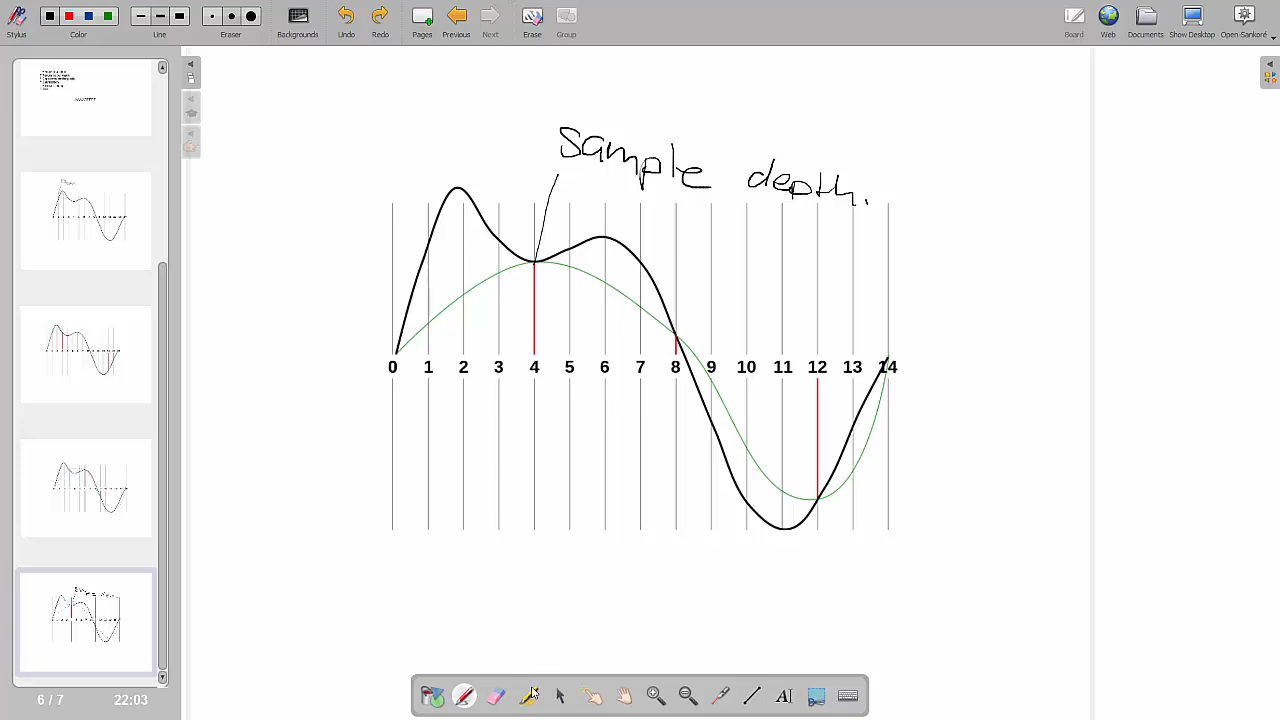 Stylus Color Line Eraser Backgrounds Undo Redo Pages Previous Next Erase Group Board Web Documents Show Desktop Open-Sankoré
Sample depth.
0 1 2 3 4 5 6 7 8 9 10 11 12 13 14
6 / 7 22:03